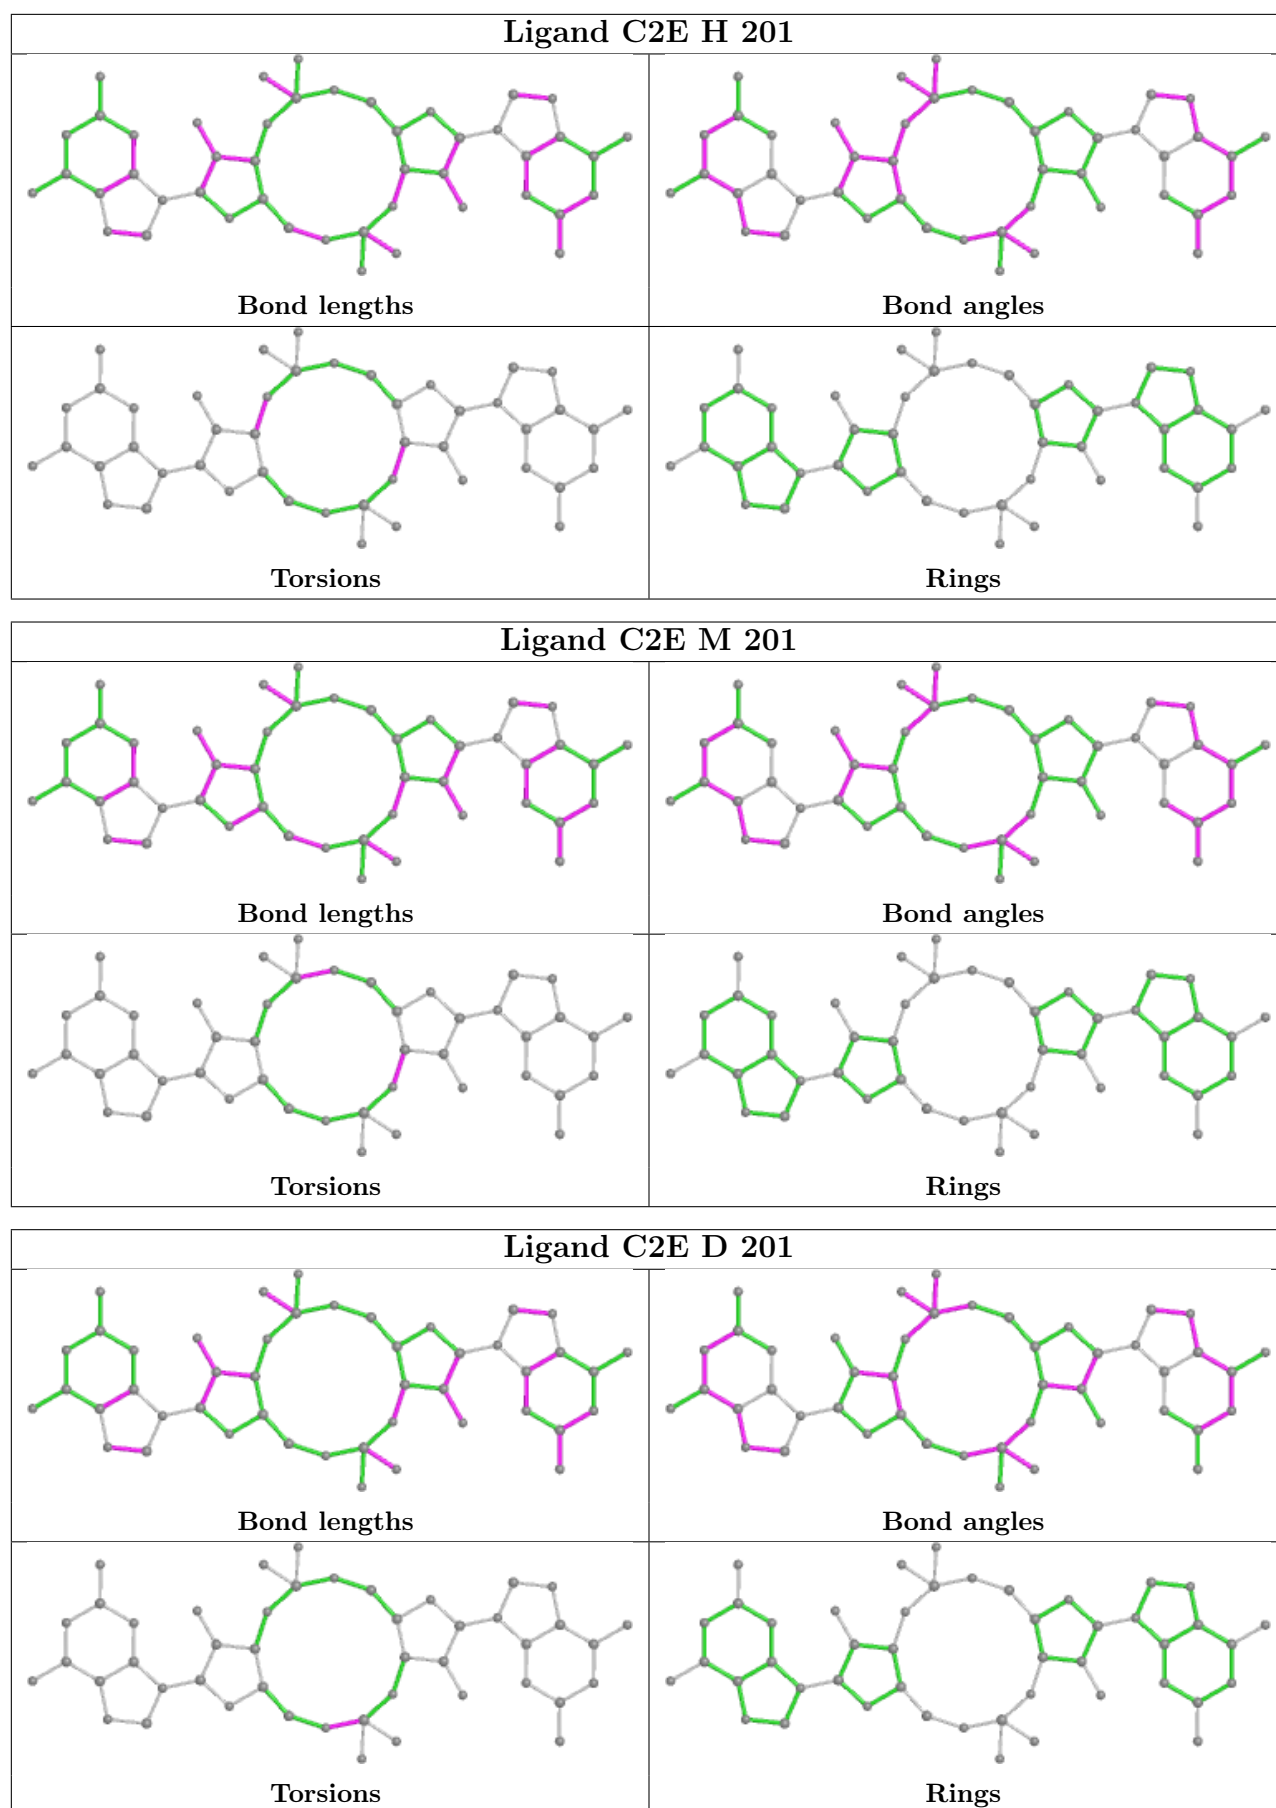 Ligand C2E H 201
Bond lengths
Bond angles
Torsions
Rings
Ligand C2E M 201
Bond lengths
Bond angles
Torsions
Rings
Ligand C2E D 201
Bond lengths
Bond angles
Torsions
Rings